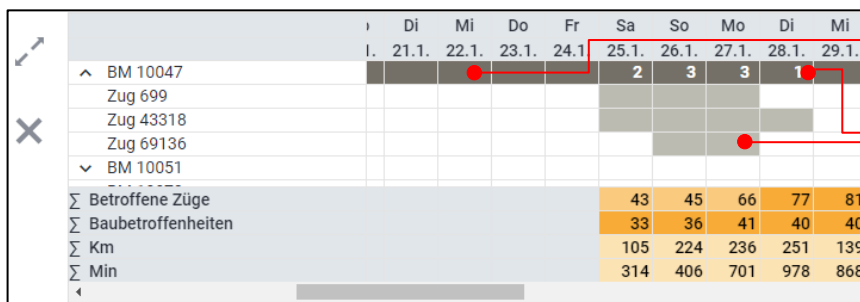 Di Mi Do Fr Sa So Mo Di Mi
21.1. 22.1. 23.1. 24.1. 25.1. 26.1. 27.1. 28.1. 29.1.
BM 10047 2 3 3 1
Zug 699
Zug 43318
Zug 69136
BM 10051
∑ Betroffene Züge 43 45 66 77 81
∑ Baubetroffenheiten 33 36 41 40 40
∑ Km 105 224 236 251 139
∑ Min 314 406 701 978 868